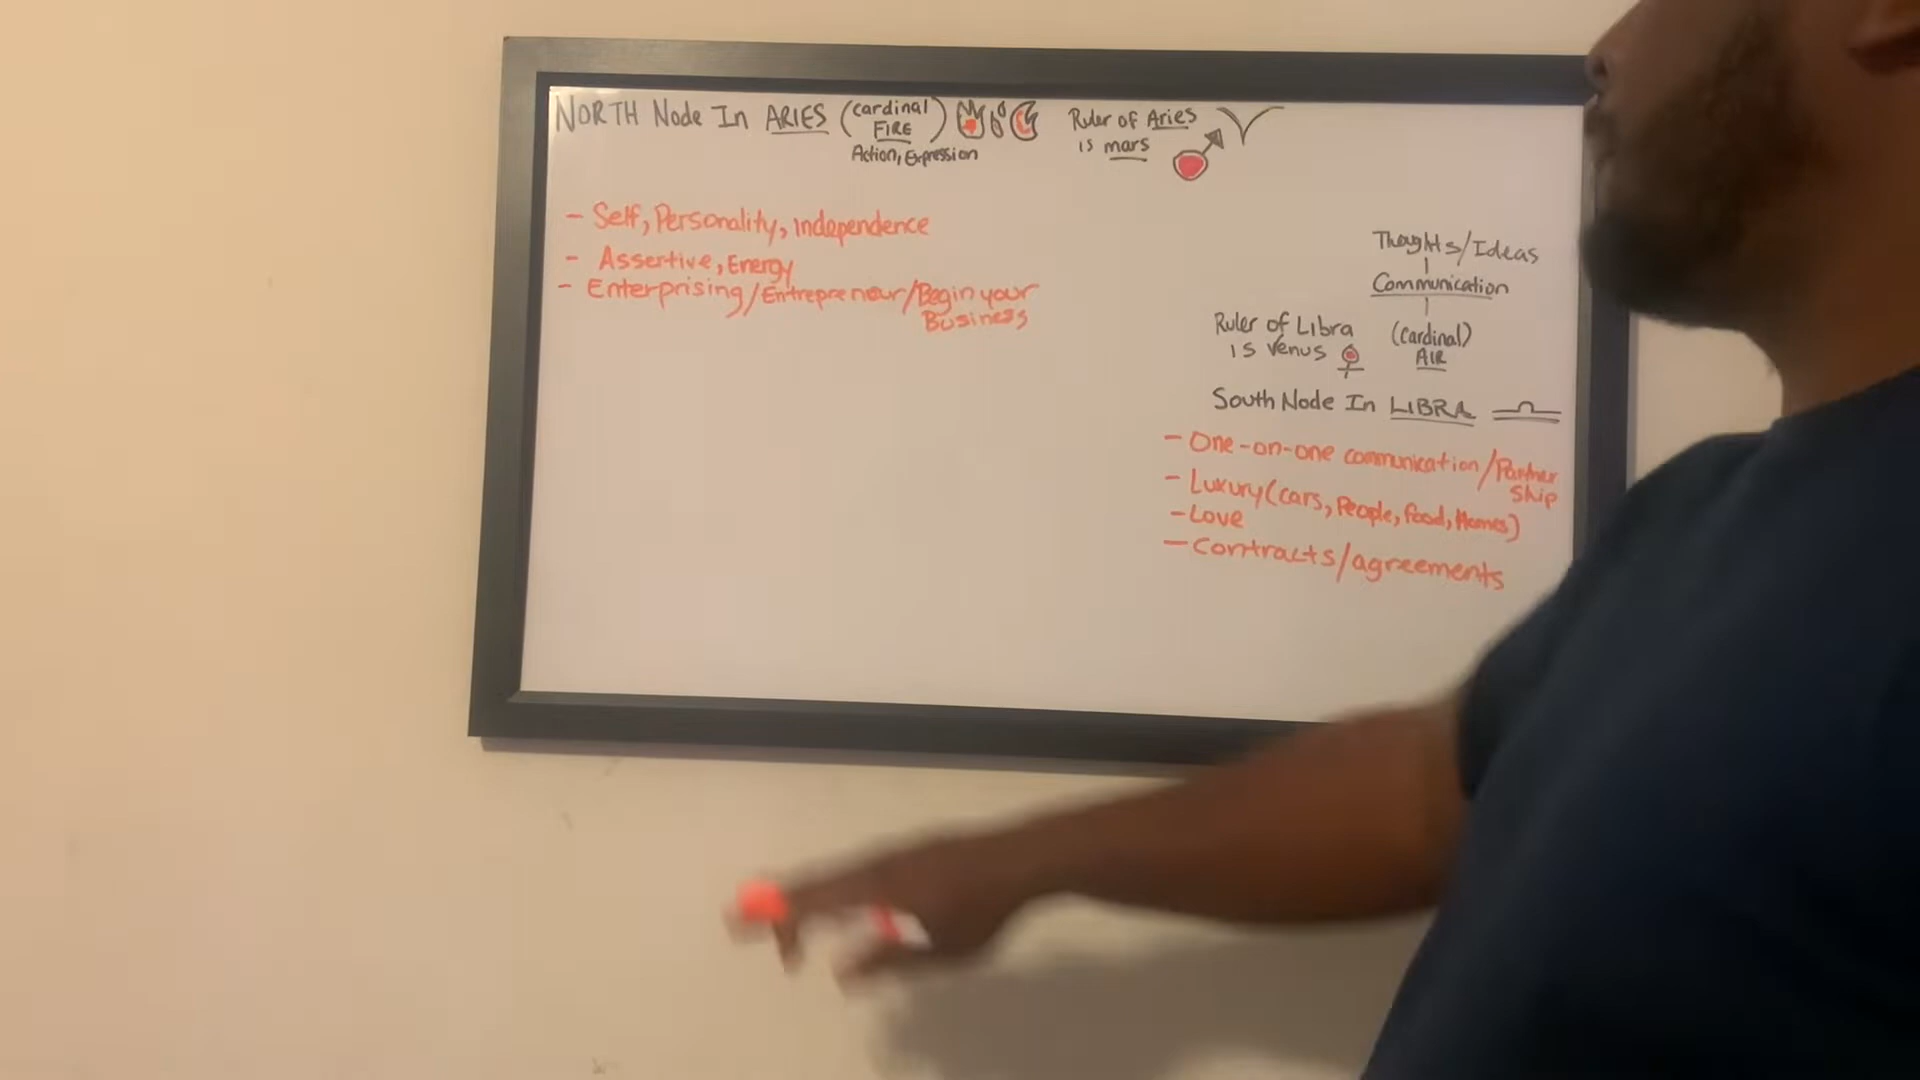 NORTH Node In ARIES (cardinal FIRE)
Action, Expression
Ruler of Aries
is mars
- Self, Personality, Independence
- Assertive, Energy
- Enterprising/Entrepreneur/Begin your
Business
Thoughts/Ideas
Communication
(cardinal)
AIR
Ruler of Libra
is Venus
South Node In LIBRA
- One-on-one communication/Partner
ship
- Luxury(cars, People, food, Homes)
- Love
- contracts/agreements